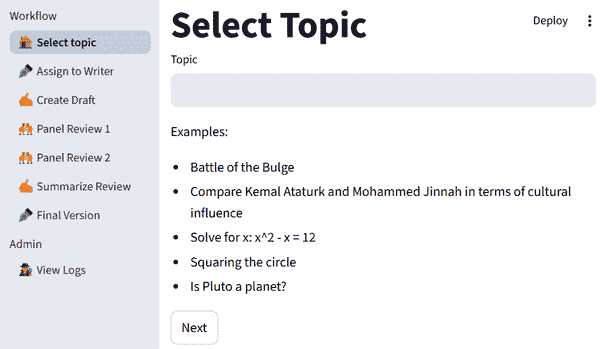 Workflow
Select topic
Assign to Writer
Create Draft
Panel Review 1
Panel Review 2
Summarize Review
Final Version
Admin
View Logs
Deploy
Select Topic
Topic
Examples:
• Battle of the Bulge
• Compare Kemal Ataturk and Mohammed Jinnah in terms of cultural
influence
• Solve for x: x^2 - x = 12
• Squaring the circle
• Is Pluto a planet?
Next